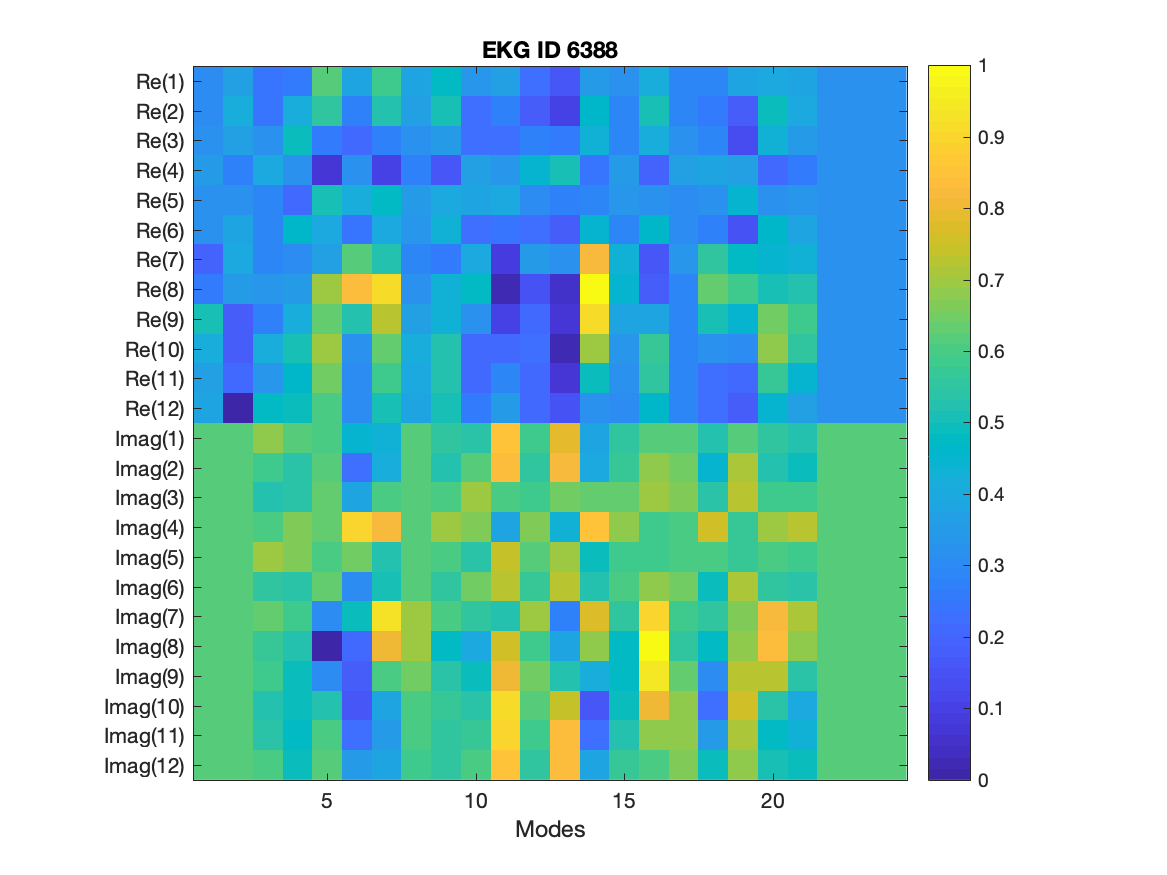 EKG ID 6388
Re(1)
Re(2)
Re(3)
Re(4)
Re(5)
Re(6)
Re(7)
Re(8)
Re(9)
Re(10)
Re(11)
Re(12)
Imag(1)
Imag(2)
Imag(3)
Imag(4)
Imag(5)
Imag(6)
Imag(7)
Imag(8)
Imag(9)
Imag(10)
Imag(11)
Imag(12)
5 10 15 20
Modes
1
0.9
0.8
0.7
0.6
0.5
0.4
0.3
0.2
0.1
0